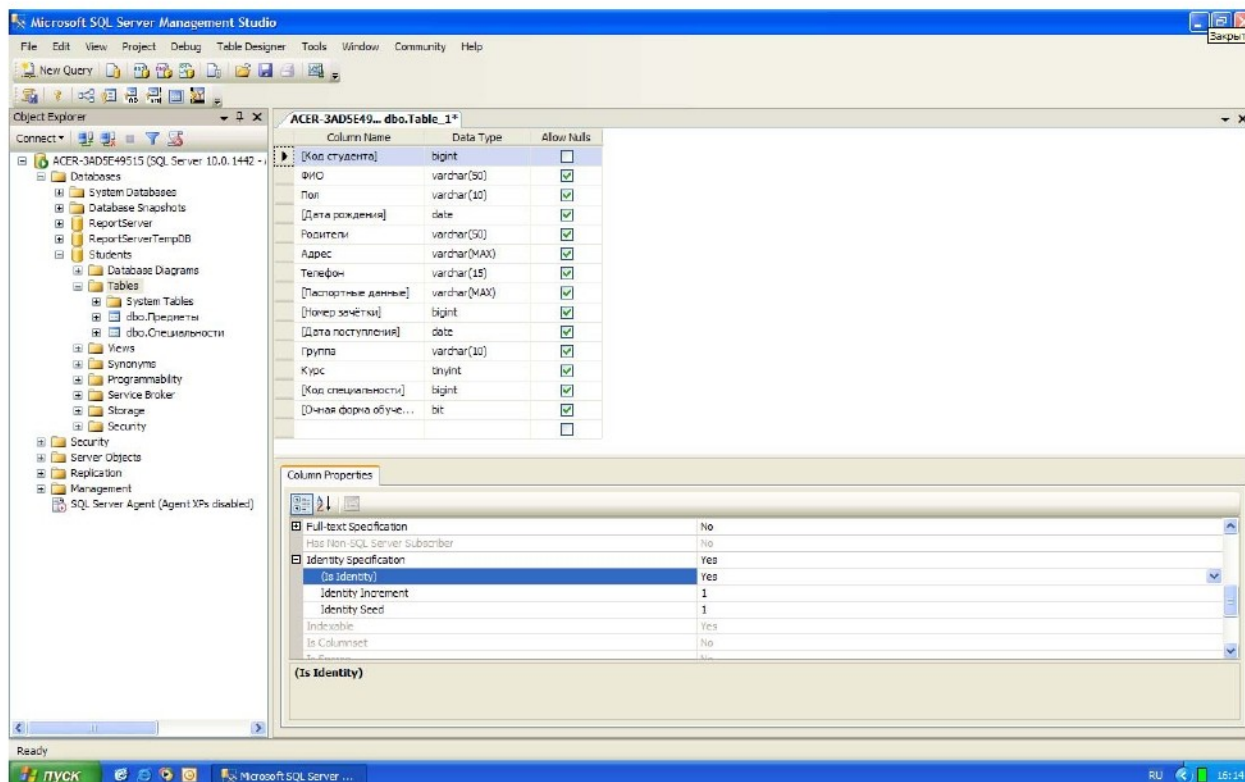 Microsoft SQL Server Management Studio
Закрыт
File Edit View Project Debug Table Designer Tools Window Community Help
New Query
Object Explorer
ACER-3AD5E49... dbo.Table_1*
Connect
Column Name Data Type Allow Nulls
ACER-3AD5E49515 (SQL Server 10.0.1442 -
Databases
System Databases
Database Snapshots
ReportServer
ReportServerTempDB
Students
Database Diagrams
Tables
System Tables
dbo.Предметы
dbo.Специальности
Views
Synonyms
Programmability
Service Broker
Storage
Security
Security
Server Objects
Replication
Management
SQL Server Agent (Agent XPs disabled)
[Код студента] bigint
ФИО varchar(50)
Пол varchar(10)
[Дата рождения] date
Родители varchar(50)
Адрес varchar(MAX)
Телефон varchar(15)
[Паспортные данные] varchar(MAX)
[Номер зачётки] bigint
[Дата поступления] date
Группа varchar(10)
Курс tinyint
[Код специальности] bigint
[Очная форма обуче... bit
Column Properties
Full-text Specification No
Has Non-SQL Server Subscriber No
Identity Specification Yes
(Is Identity) Yes
Identity Increment 1
Identity Seed 1
Indexable Yes
Is Columnset No
(Is Identity)
Ready
пуск Microsoft SQL Server ... RU 16:14